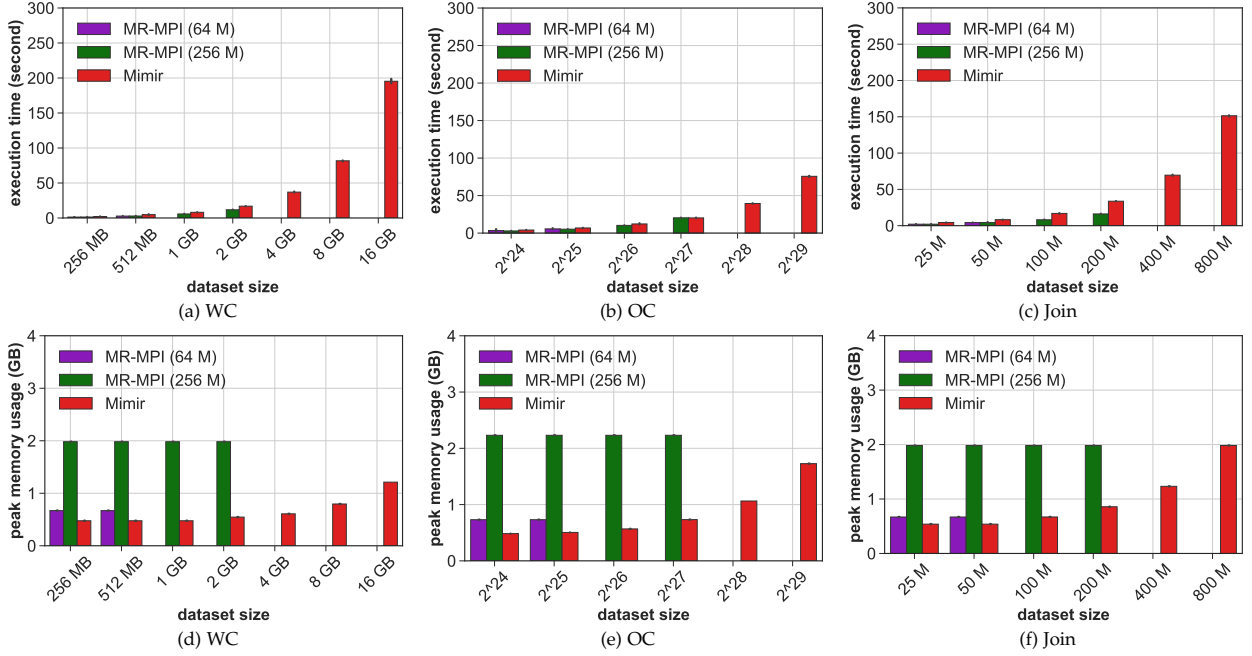 execution time (second)
300
250
200
150
100
50
0
MR-MPI (64 M)
MR-MPI (256 M)
Mimir
256 MB
512 MB
1 GB
2 GB
4 GB
8 GB
16 GB
dataset size
(a) WC
execution time (second)
300
250
200
150
100
50
0
MR-MPI (64 M)
MR-MPI (256 M)
Mimir
2^24
2^25
2^26
2^27
2^28
2^29
dataset size
(b) OC
execution time (second)
300
250
200
150
100
50
0
MR-MPI (64 M)
MR-MPI (256 M)
Mimir
25 M
50 M
100 M
200 M
400 M
800 M
dataset size
(c) Join
peak memory usage (GB)
4
3
2
1
0
MR-MPI (64 M)
MR-MPI (256 M)
Mimir
256 MB
512 MB
1 GB
2 GB
4 GB
8 GB
16 GB
dataset size
(d) WC
peak memory usage (GB)
4
3
2
1
0
MR-MPI (64 M)
MR-MPI (256 M)
Mimir
2^24
2^25
2^26
2^27
2^28
2^29
dataset size
(e) OC
peak memory usage (GB)
4
3
2
1
0
MR-MPI (64 M)
MR-MPI (256 M)
Mimir
25 M
50 M
100 M
200 M
400 M
800 M
dataset size
(f) Join